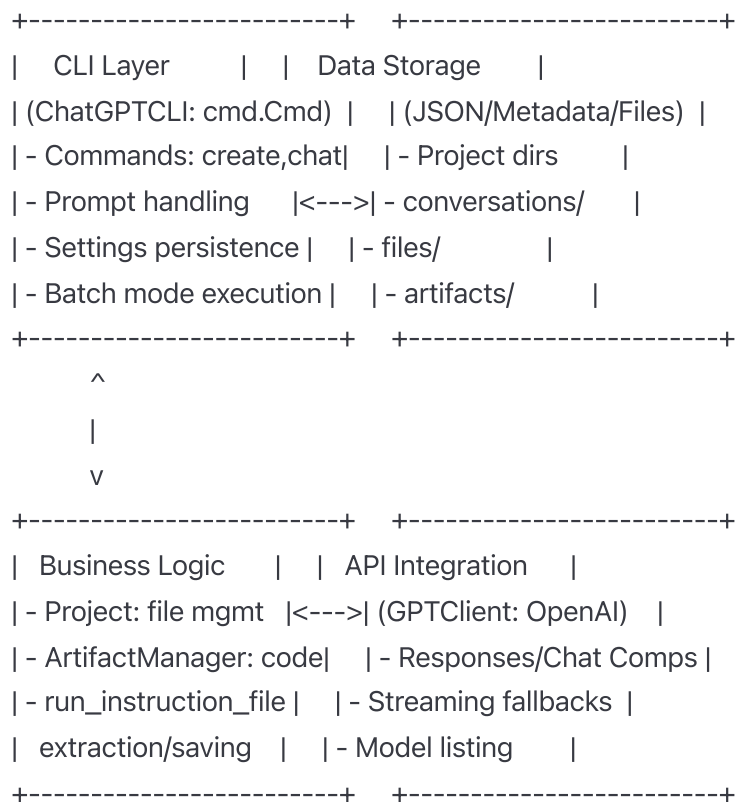 +-------------------------+     +-------------------------+
|     CLI Layer          |     |    Data Storage        |
| (ChatGPTCLI: cmd.Cmd)  |     | (JSON/Metadata/Files)  |
| - Commands: create,chat|     | - Project dirs         |
| - Prompt handling      |<--->| - conversations/       |
| - Settings persistence |     | - files/               |
| - Batch mode execution |     | - artifacts/           |
+-------------------------+     +-------------------------+
^
|
v
+-------------------------+     +-------------------------+
|   Business Logic       |     |   API Integration      |
| - Project: file mgmt   |<--->| (GPTClient: OpenAI)    |
| - ArtifactManager: code|     | - Responses/Chat Comps |
| - run_instruction_file |     | - Streaming fallbacks  |
|   extraction/saving    |     | - Model listing        |
+-------------------------+     +-------------------------+